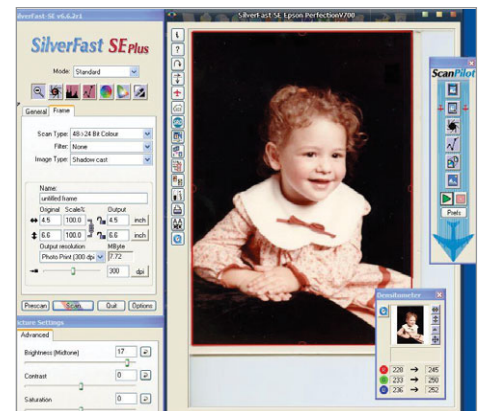 SilverFast-SE v6.6.2r1
SilverFast SE Plus
Mode: Standard
General Frame
Scan Type: 48->24 Bit Colour
Filter: None
Image Type: Shadow cast
Name:
untitled frame
Original Scale% Output
4.5 100.0 4.5 inch
6.6 100.0 6.6 inch
Output resolution MByte
Photo Print (300 dpi 7.72
300 dpi
Prescan Scan Quit Options
Picture Settings
Advanced
Brightness (Midtone) 17
Contrast 0
Saturation 0
SilverFast SE Epson PerfectionV700
ScanPilot
Prefs
Densitometer
228 → 245
233 → 250
236 → 252